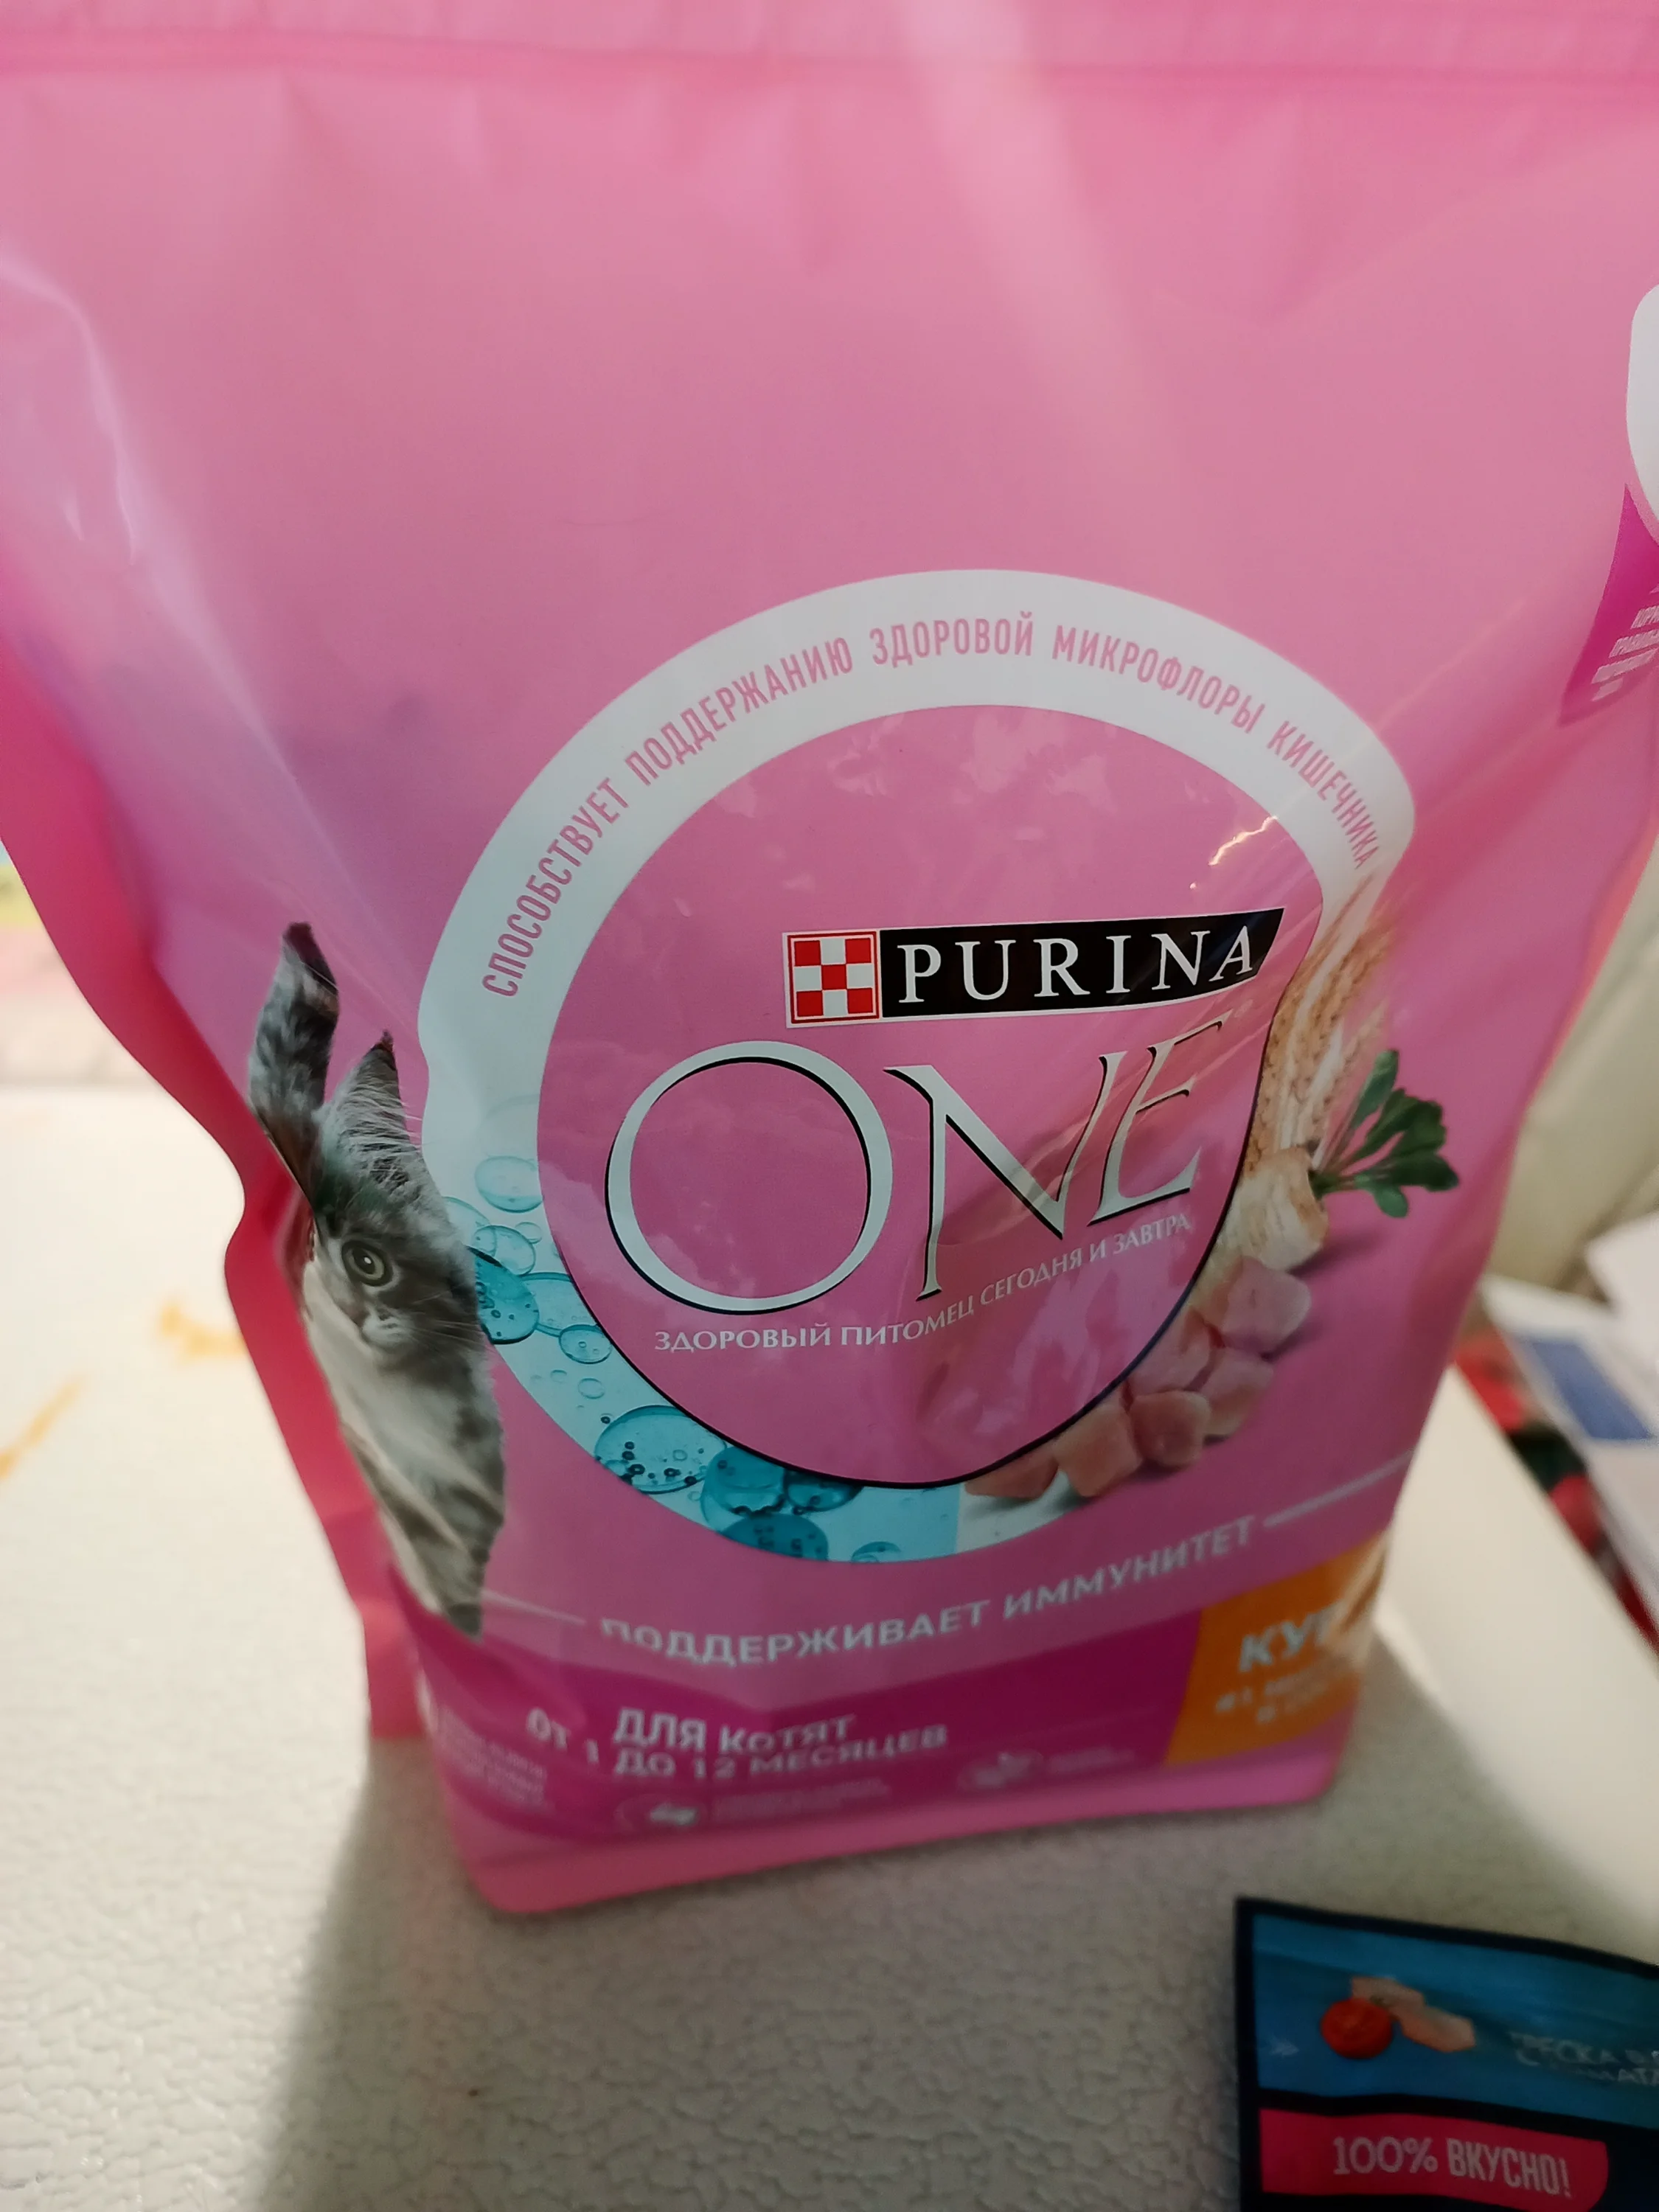 СПОСОБСТВУЕТ ПОДДЕРЖАНИЮ ЗДОРОВОЙ МИКРОФЛОРЫ КИШЕЧНИКА
PURINA
ONE
ЗДОРОВЫЙ ПИТОМЕЦ СЕГОДНЯ И ЗАВТРА
ПОДДЕРЖИВАЕТ ИММУНИТЕТ
ДЛЯ КОТЯТ
ОТ 1 ДО 12 МЕСЯЦЕВ
100% ВКУСНО!